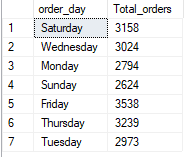 order_day Total_orders
1 Saturday 3158
2 Wednesday 3024
3 Monday 2794
4 Sunday 2624
5 Friday 3538
6 Thursday 3239
7 Tuesday 2973